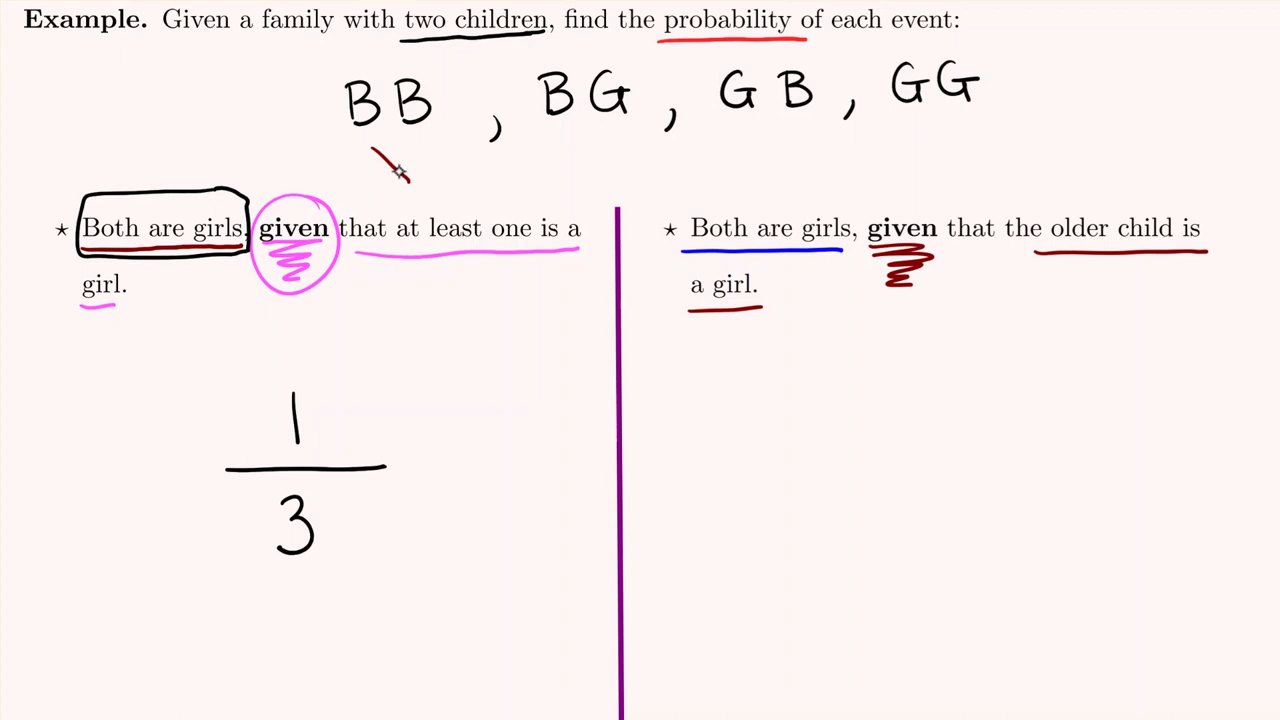 Example. Given a family with two children, find the probability of each event:
BB , BG , GB , GG
⋆ Both are girls, given that at least one is a
girl.
1
3
⋆ Both are girls, given that the older child is
a girl.